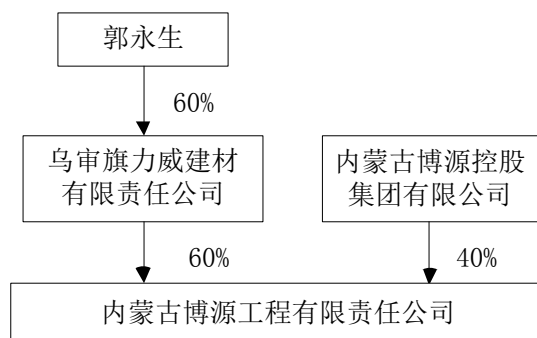 郭永生
60%
乌审旗力威建材
有限责任公司
内蒙古博源控股
集团有限公司
60%
40%
内蒙古博源工程有限责任公司